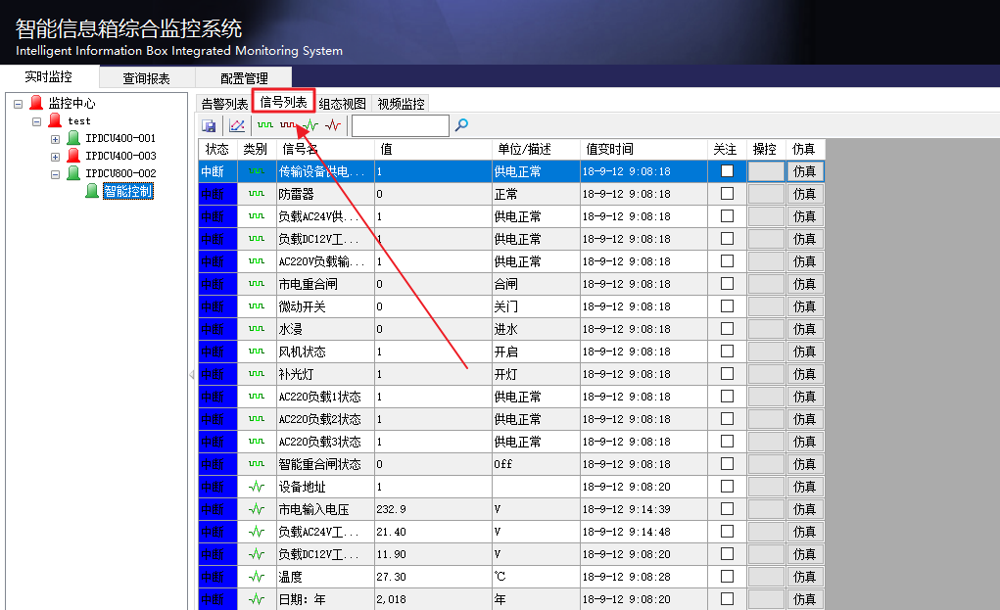 智能信息箱综合监控系统
Intelligent Information Box Integrated Monitoring System
实时监控 查询报表 配置管理
监控中心
test
IPDCU400-001
IPDCU400-003
IPDCU800-002
智能控制
告警列表 信号列表 组态视图 视频监控
状态 类别 信号名 值 单位/描述 值变时间 关注 操控 仿真
中断 传输设备供电... 1 供电正常 18-9-12 9:08:18 仿真
中断 防雷器 0 正常 18-9-12 9:08:18 仿真
中断 负载AC24V供... 1 供电正常 18-9-12 9:08:18 仿真
中断 负载DC12V工... 1 供电正常 18-9-12 9:08:18 仿真
中断 AC220V负载输... 1 供电正常 18-9-12 9:08:18 仿真
中断 市电重合闸 0 合闸 18-9-12 9:08:18 仿真
中断 微动开关 0 关门 18-9-12 9:08:18 仿真
中断 水浸 0 进水 18-9-12 9:08:18 仿真
中断 风机状态 1 开启 18-9-12 9:08:18 仿真
中断 补光灯 1 开灯 18-9-12 9:08:18 仿真
中断 AC220负载1状态 1 供电正常 18-9-12 9:08:18 仿真
中断 AC220负载2状态 1 供电正常 18-9-12 9:08:18 仿真
中断 AC220负载3状态 1 供电正常 18-9-12 9:08:18 仿真
中断 智能重合闸状态 0 Off 18-9-12 9:08:18 仿真
中断 设备地址 1 18-9-12 9:08:20 仿真
中断 市电输入电压 232.9 V 18-9-12 9:14:39 仿真
中断 负载AC24V工... 21.40 V 18-9-12 9:14:48 仿真
中断 负载DC12V工... 11.90 V 18-9-12 9:08:20 仿真
中断 温度 27.30 ℃ 18-9-12 9:08:28 仿真
中断 日期: 年 2,018 年 18-9-12 9:08:20 仿真